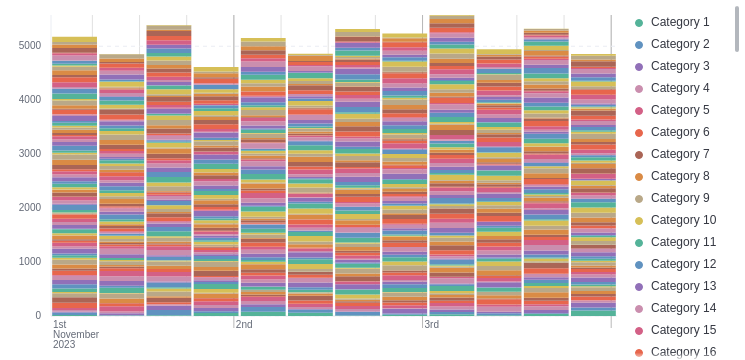 5000
4000
3000
2000
1000
0
1st
November
2023
2nd
3rd
Category 1
Category 2
Category 3
Category 4
Category 5
Category 6
Category 7
Category 8
Category 9
Category 10
Category 11
Category 12
Category 13
Category 14
Category 15
Category 16